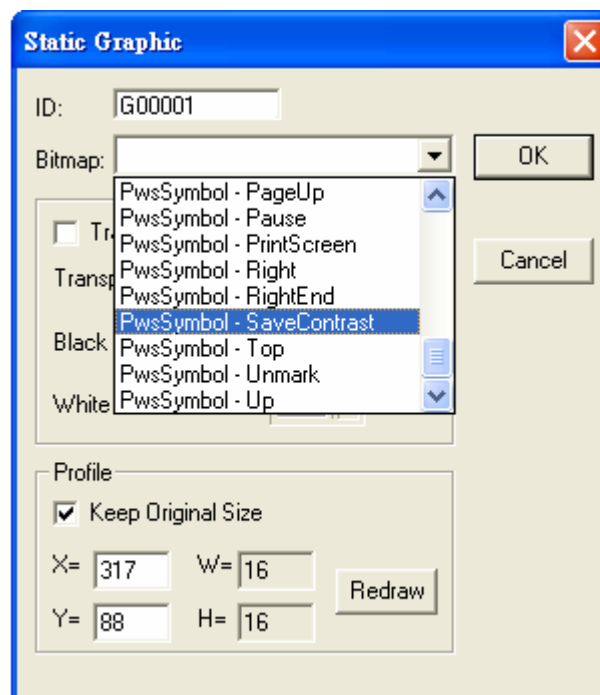 Static Graphic
ID: G00001
Bitmap:
OK
PwsSymbol - PageUp
PwsSymbol - Pause
PwsSymbol - PrintScreen
PwsSymbol - Right
PwsSymbol - RightEnd
PwsSymbol - SaveContrast
PwsSymbol - Top
PwsSymbol - Unmark
PwsSymbol - Up
Cancel
Black
White
Profile
Keep Original Size
X= 317 W= 16
Redraw
Y= 88 H= 16